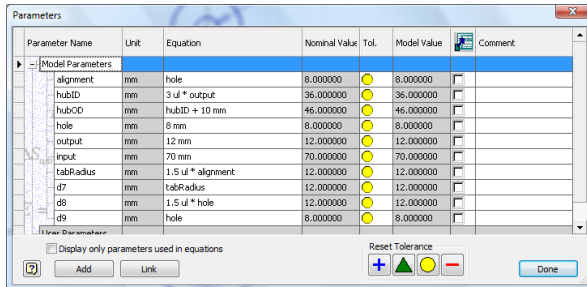 Parameters
Parameter Name Unit Equation Nominal Value Tol. Model Value Comment
Model Parameters
alignment mm hole 8.000000 8.000000
hubID mm 3 ul * output 36.000000 36.000000
hubOD mm hubID + 10 mm 46.000000 46.000000
hole mm 8 mm 8.000000 8.000000
output mm 12 mm 12.000000 12.000000
input mm 70 mm 70.000000 70.000000
tabRadius mm 1.5 ul * alignment 12.000000 12.000000
d7 mm tabRadius 12.000000 12.000000
d8 mm 1.5 ul * hole 12.000000 12.000000
d9 mm hole 8.000000 8.000000
User Parameters
Display only parameters used in equations Reset Tolerance
Add Link Done